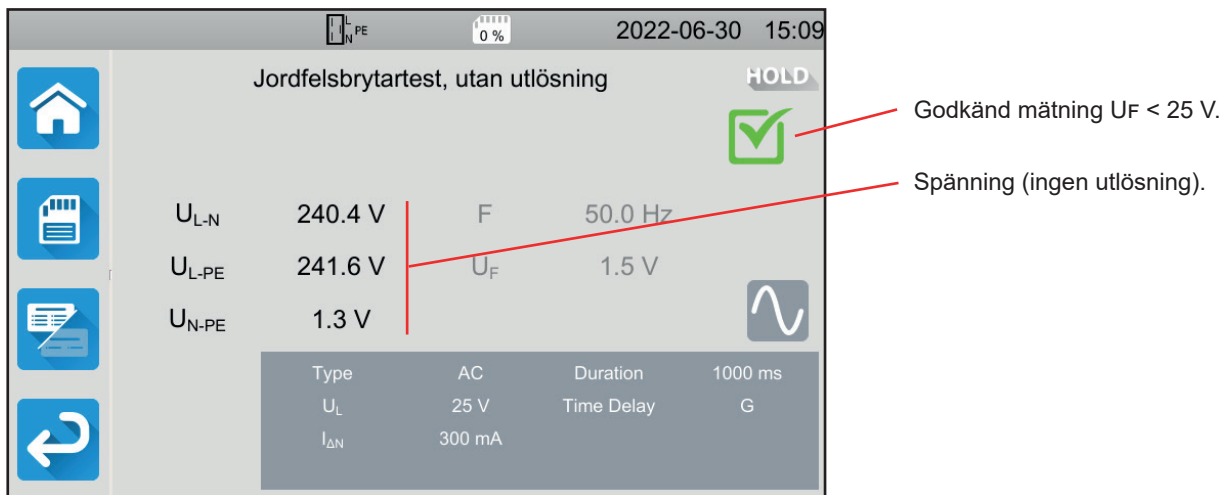 L N PE 0 % 2022-06-30 15:09
Jordfelsbrytartest, utan utlösning HOLD
Godkänd mätning UF < 25 V.
Spänning (ingen utlösning).
UL-N 240.4 V F 50.0 Hz
UL-PE 241.6 V UF 1.5 V
UN-PE 1.3 V
Type AC Duration 1000 ms
UL 25 V Time Delay G
IΔN 300 mA